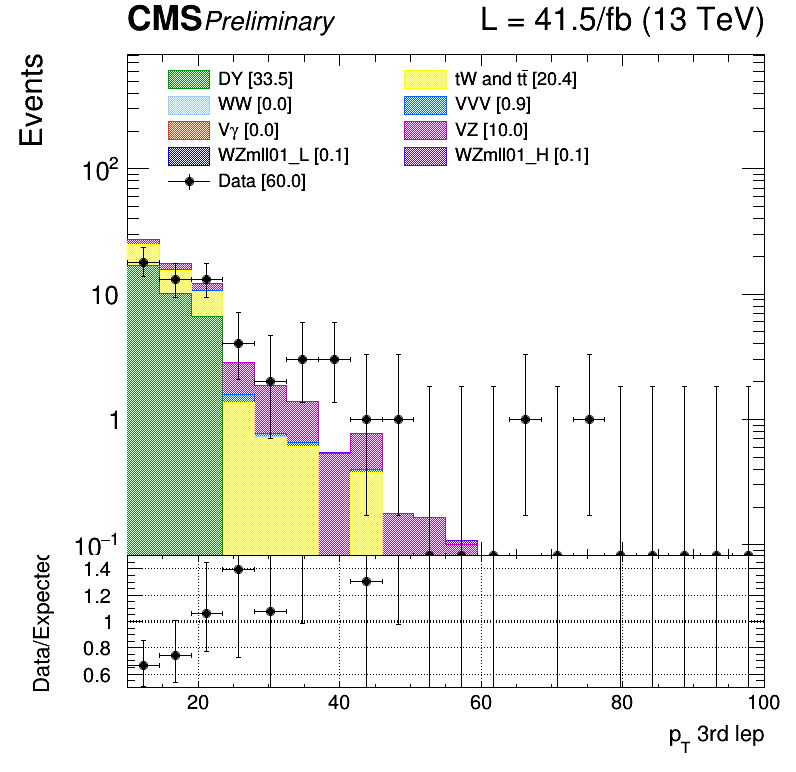 CMS Preliminary L = 41.5/fb (13 TeV)
Events
DY [33.5] tW and tt̄ [20.4]
WW [0.0] VVV [0.9]
Vγ [0.0] VZ [10.0]
WZmll01_L [0.1] WZmll01_H [0.1]
Data [60.0]
10²
10
1
10⁻¹
Data/Expected
1.4
1.2
1
0.8
0.6
20 40 60 80 100
p_T 3rd lep